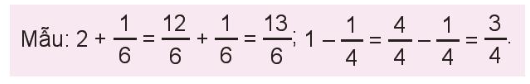 Mẫu: 2 + 1/6 = 12/6 + 1/6 = 13/6; 1 – 1/4 = 4/4 – 1/4 = 3/4.